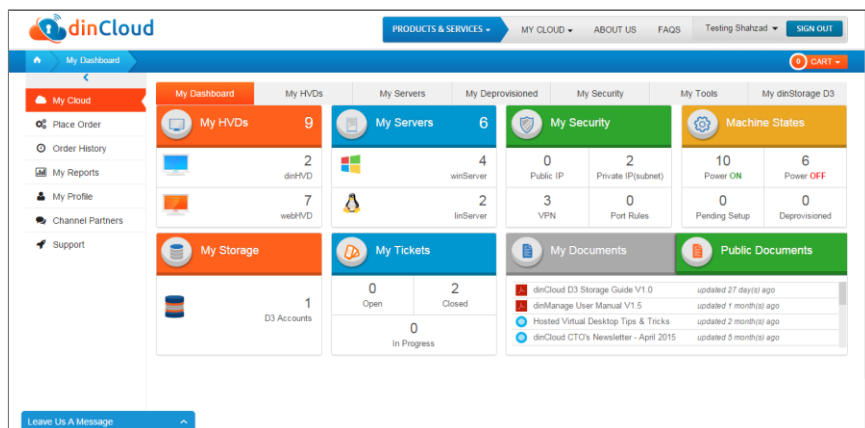 dinCloud
PRODUCTS & SERVICES MY CLOUD ABOUT US FAQS Testing Shahzad SIGN OUT
My Dashboard 0 CART
My Cloud
Place Order
Order History
My Reports
My Profile
Channel Partners
Support
My Dashboard My HVDs My Servers My Deprovisioned My Security My Tools My dinStorage D3
My HVDs 9
2
dinHVD
7
webHVD
My Servers 6
4
winServer
2
linServer
My Security
0 2
Public IP Private IP(subnet)
3 0
VPN Port Rules
Machine States
10 6
Power ON Power OFF
0 0
Pending Setup Deprovisioned
My Storage
1
D3 Accounts
My Tickets
0 2
Open Closed
0
In Progress
My Documents Public Documents
dinCloud D3 Storage Guide V1.0 updated 27 day(s) ago
dinManage User Manual V1.5 updated 1 month(s) ago
Hosted Virtual Desktop Tips & Tricks updated 2 month(s) ago
dinCloud CTO's Newsletter - April 2015 updated 5 month(s) ago
Leave Us A Message